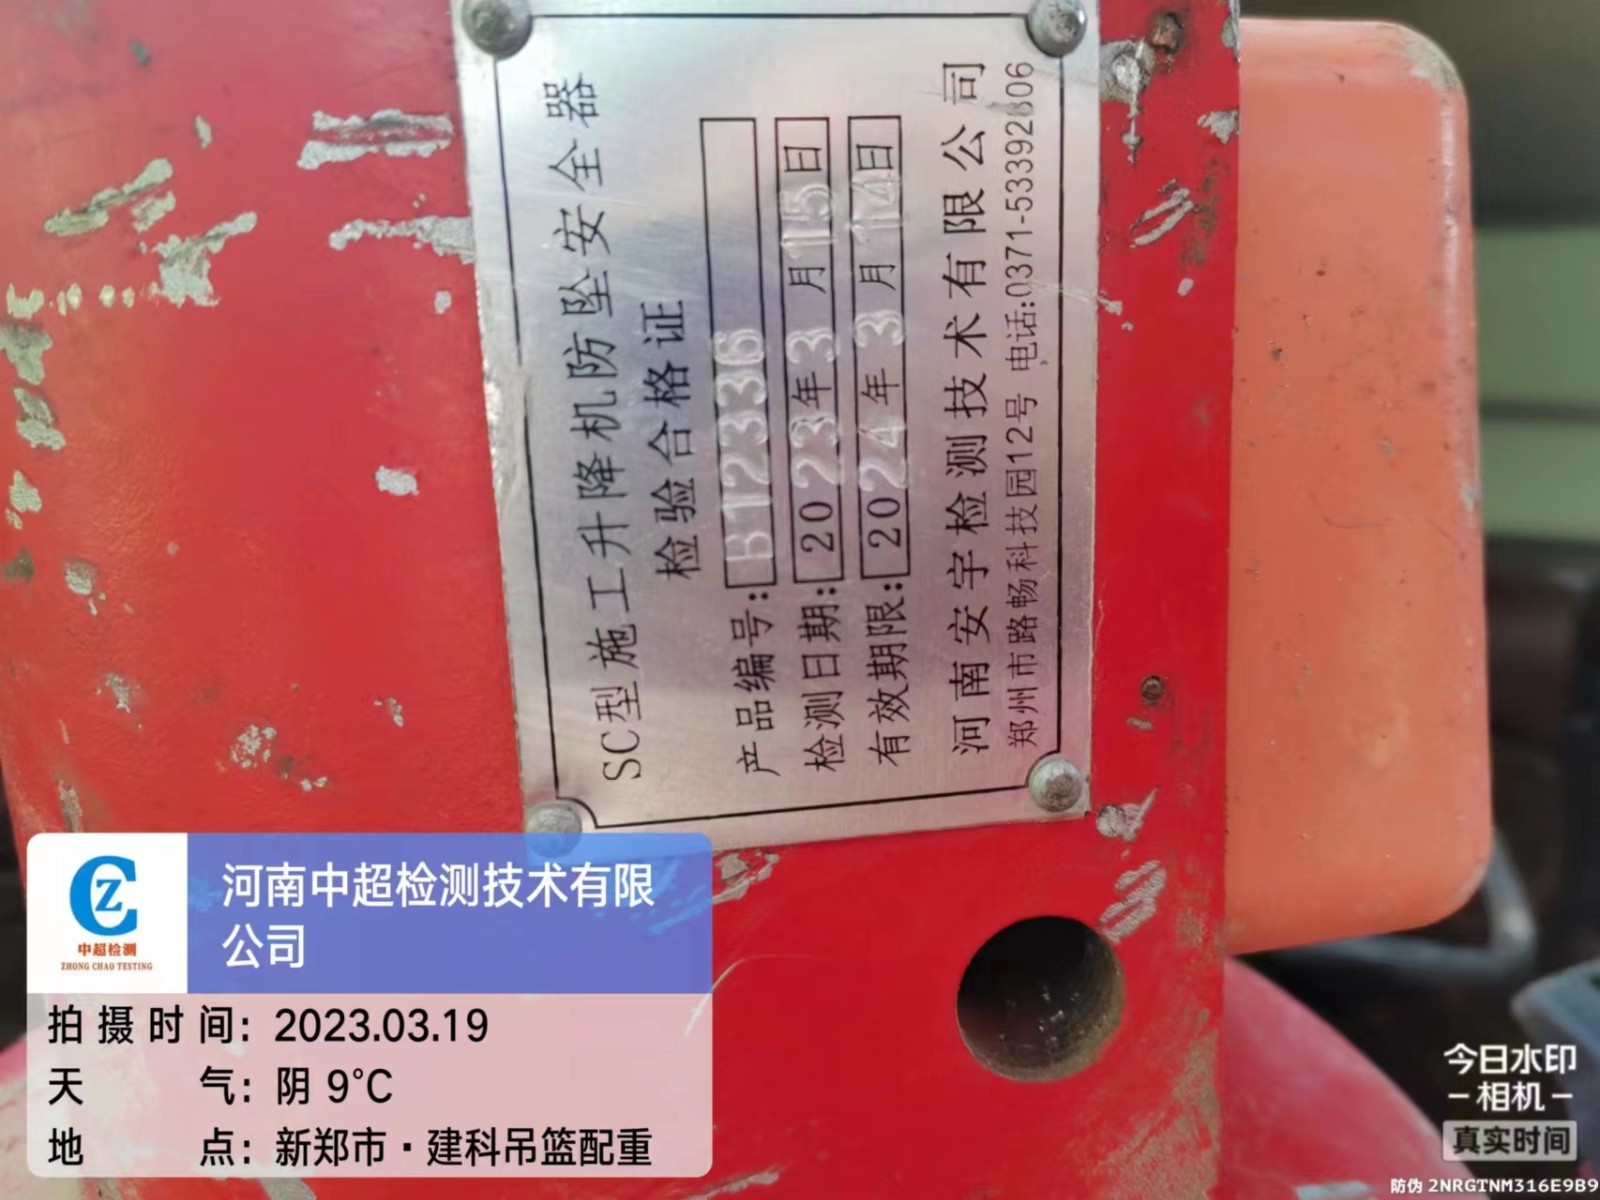 SC型施工升降机防坠安全器
检验合格证
产品编号: B12336
检测日期: 2023年3月15日
有效期限: 2024年3月14日
河南安宇检测技术有限公司
郑州市路畅科技园12号 电话:0371-53392806
中超检测
ZHONG CHAO TESTING
河南中超检测技术有限
公司
拍摄时间: 2023.03.19
天气: 阴 9℃
地点: 新郑市·建科吊篮配重
今日水印
-相机-
真实时间
防伪 2NRGTNM316E9B9